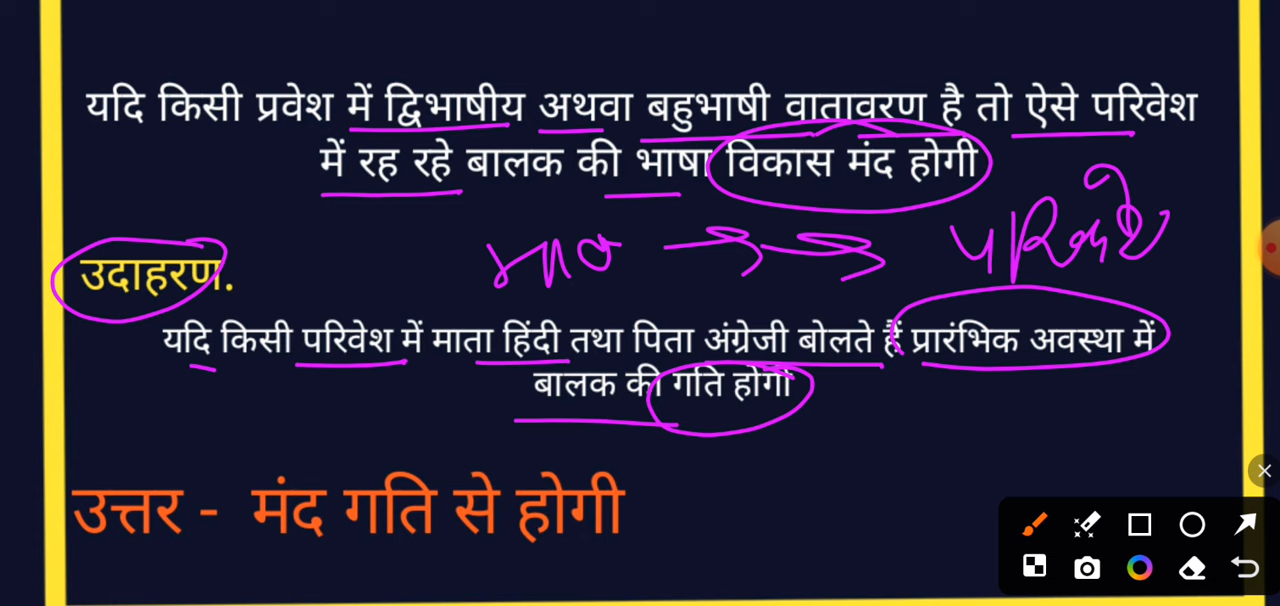 यदि किसी प्रवेश में द्विभाषीय अथवा बहुभाषी वातावरण है तो ऐसे परिवेश
में रह रहे बालक की भाषा विकास मंद होगी
उदाहरण.
यदि किसी परिवेश में माता हिंदी तथा पिता अंग्रेजी बोलते हैं प्रारंभिक अवस्था में
बालक की गति होगी
उत्तर - मंद गति से होगी